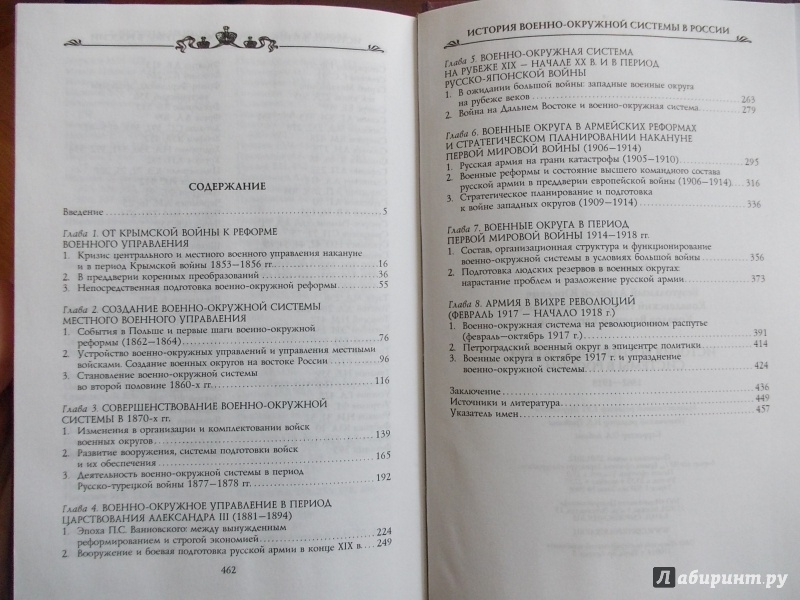 СОДЕРЖАНИЕ
Введение 5
Глава 1. ОТ КРЫМСКОЙ ВОЙНЫ К РЕФОРМЕ
ВОЕННОГО УПРАВЛЕНИЯ
1. Кризис центрального и местного военного управления накануне
и в период Крымской войны 1853—1856 гг. 16
2. В преддверии коренных преобразований 36
3. Непосредственная подготовка военно-окружной реформы 55
Глава 2. СОЗДАНИЕ ВОЕННО-ОКРУЖНОЙ СИСТЕМЫ
МЕСТНОГО ВОЕННОГО УПРАВЛЕНИЯ
1. События в Польше и первые шаги военно-окружной
реформы (1862—1864) 76
2. Устройство военно-окружных управлений и управления местными
войсками. Создание военных округов на востоке России 96
3. Становление военно-окружной системы
во второй половине 1860-х гг. 116
Глава 3. СОВЕРШЕНСТВОВАНИЕ ВОЕННО-ОКРУЖНОЙ
СИСТЕМЫ В 1870-х гг.
1. Изменения в организации и комплектовании войск
военных округов 139
2. Развитие вооружения, системы подготовки войск
и их обеспечения 165
3. Деятельность военно-окружной системы в период
Русско-турецкой войны 1877—1878 гг. 192
Глава 4. ВОЕННО-ОКРУЖНОЕ УПРАВЛЕНИЕ В ПЕРИОД
ЦАРСТВОВАНИЯ АЛЕКСАНДРА III (1881—1894)
1. Эпоха П.С. Ванновского: между вынужденным
реформированием и строгой экономией 224
2. Вооружение и боевая подготовка русской армии в конце XIX в. 249
462
ИСТОРИЯ ВОЕННО-ОКРУЖНОЙ СИСТЕМЫ В РОССИИ
Глава 5. ВОЕННО-ОКРУЖНАЯ СИСТЕМА
НА РУБЕЖЕ XIX — НАЧАЛЕ XX В. И В ПЕРИОД
РУССКО-ЯПОНСКОЙ ВОЙНЫ
1. В ожидании большой войны: западные военные округа
на рубеже веков 263
2. Война на Дальнем Востоке и военно-окружная система 279
Глава 6. ВОЕННЫЕ ОКРУГА В АРМЕЙСКИХ РЕФОРМАХ
И СТРАТЕГИЧЕСКОМ ПЛАНИРОВАНИИ НАКАНУНЕ
ПЕРВОЙ МИРОВОЙ ВОЙНЫ (1906—1914)
1. Русская армия на грани катастрофы (1905—1910) 295
2. Военные реформы и состояние высшего командного состава
русской армии в преддверии европейской войны (1906—1914) 316
3. Стратегическое планирование и подготовка
к войне западных округов (1909—1914) 336
Глава 7. ВОЕННЫЕ ОКРУГА В ПЕРИОД
ПЕРВОЙ МИРОВОЙ ВОЙНЫ 1914—1918 гг.
1. Состав, организационная структура и функционирование
военно-окружной системы в условиях большой войны 356
2. Подготовка людских резервов в военных округах:
нарастание проблем и разложение русской армии 373
Глава 8. АРМИЯ В ВИХРЕ РЕВОЛЮЦИЙ
(ФЕВРАЛЬ 1917 — НАЧАЛО 1918 г.)
1. Военно-окружная система на революционном распутье
(февраль—октябрь 1917 г.) 391
2. Петроградский военный округ в эпицентре политики 414
3. Военные округа в октябре 1917 г. и упразднение
военно-окружной системы 424
Заключение 436
Источники и литература 449
Указатель имен 457
Лабиринт.ру